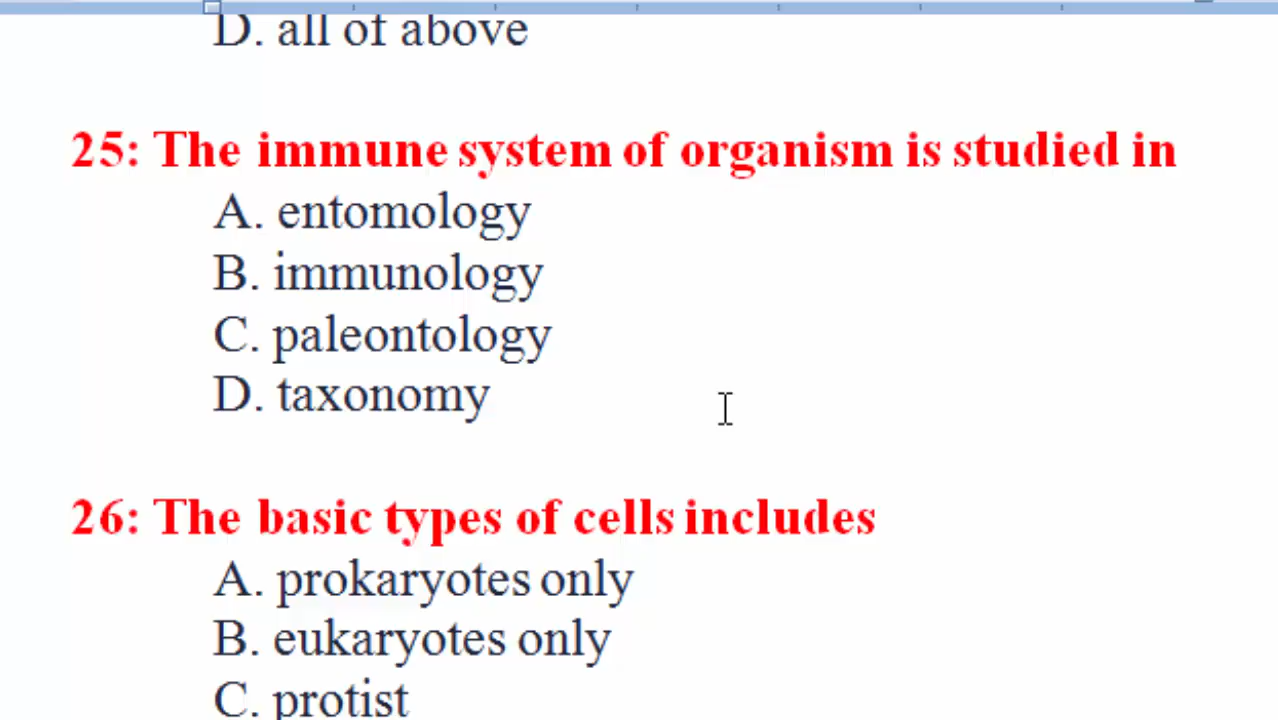 D. all of above
25: The immune system of organism is studied in
A. entomology
B. immunology
C. paleontology
D. taxonomy
26: The basic types of cells includes
A. prokaryotes only
B. eukaryotes only
C. protist